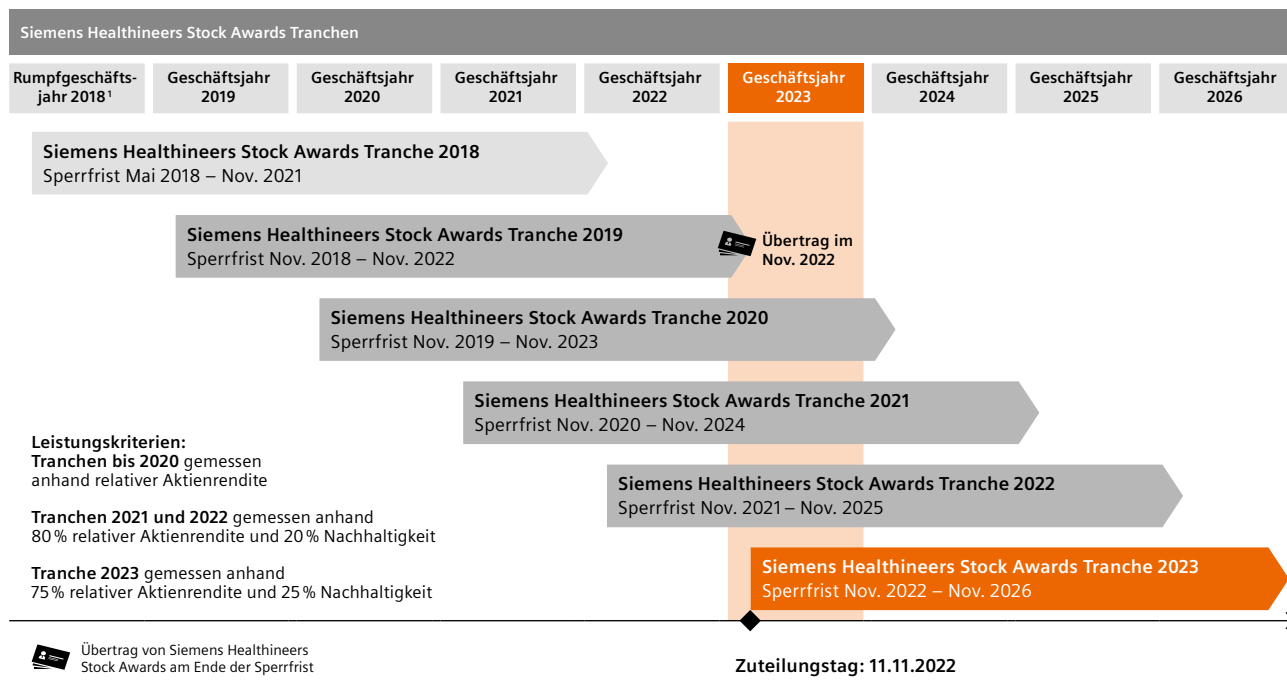 Siemens Healthineers Stock Awards Tranchen
Rumpfgeschäfts-
jahr 2018¹
Geschäftsjahr
2019
Geschäftsjahr
2020
Geschäftsjahr
2021
Geschäftsjahr
2022
Geschäftsjahr
2023
Geschäftsjahr
2024
Geschäftsjahr
2025
Geschäftsjahr
2026
Siemens Healthineers Stock Awards Tranche 2018
Sperrfrist Mai 2018 – Nov. 2021
Siemens Healthineers Stock Awards Tranche 2019
Sperrfrist Nov. 2018 – Nov. 2022
Übertrag im
Nov. 2022
Siemens Healthineers Stock Awards Tranche 2020
Sperrfrist Nov. 2019 – Nov. 2023
Siemens Healthineers Stock Awards Tranche 2021
Sperrfrist Nov. 2020 – Nov. 2024
Siemens Healthineers Stock Awards Tranche 2022
Sperrfrist Nov. 2021 – Nov. 2025
Siemens Healthineers Stock Awards Tranche 2023
Sperrfrist Nov. 2022 – Nov. 2026
Leistungskriterien:
Tranchen bis 2020 gemessen
anhand relativer Aktienrendite
Tranchen 2021 und 2022 gemessen anhand
80 % relativer Aktienrendite und 20 % Nachhaltigkeit
Tranche 2023 gemessen anhand
75 % relativer Aktienrendite und 25 % Nachhaltigkeit
Übertrag von Siemens Healthineers
Stock Awards am Ende der Sperrfrist
Zuteilungstag: 11.11.2022